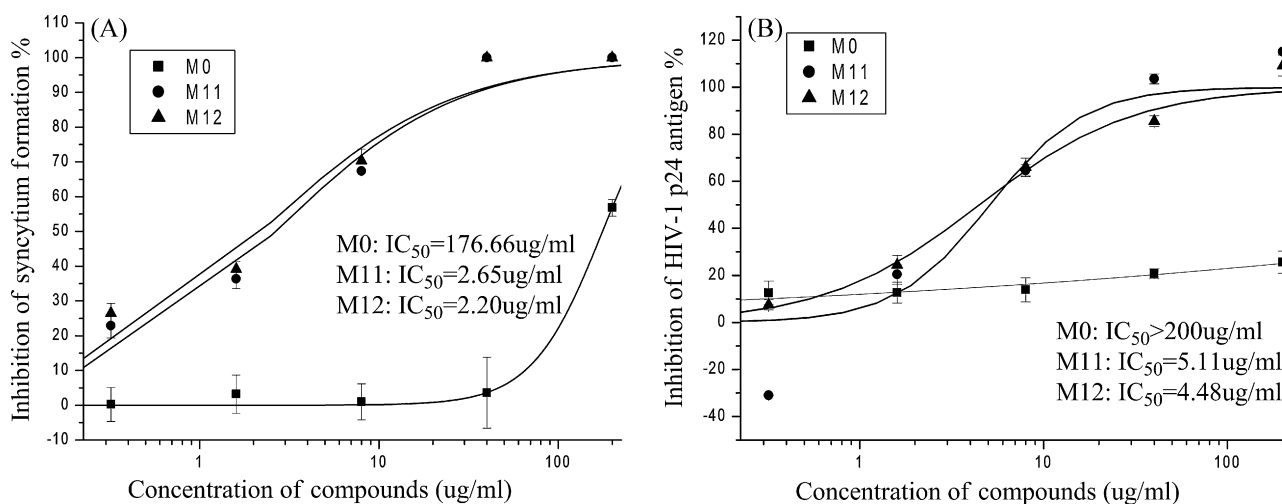 (A)
Inhibition of syncytium formation %
110
100
90
80
70
60
50
40
30
20
10
0
-10
M0
M11
M12
M0: IC50=176.66ug/ml
M11: IC50=2.65ug/ml
M12: IC50=2.20ug/ml
1
10
100
Concentration of compounds (ug/ml)
(B)
Inhibition of HIV-1 p24 antigen %
120
100
80
60
40
20
0
-20
-40
M0
M11
M12
M0: IC50>200ug/ml
M11: IC50=5.11ug/ml
M12: IC50=4.48ug/ml
1
10
100
Concentration of compounds (ug/ml)